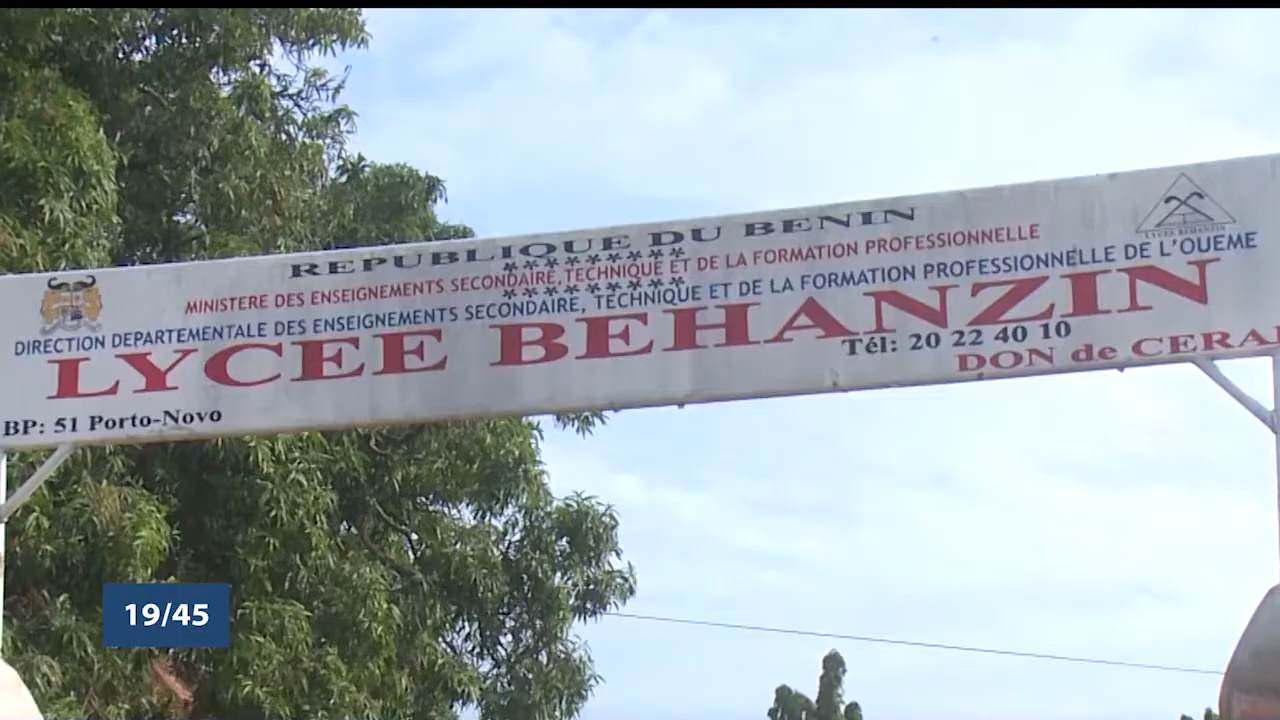 REPUBLIQUE DU BENIN
*********
MINISTERE DES ENSEIGNEMENTS SECONDAIRE, TECHNIQUE ET DE LA FORMATION PROFESSIONNELLE
*********
DIRECTION DEPARTEMENTALE DES ENSEIGNEMENTS SECONDAIRE, TECHNIQUE ET DE LA FORMATION PROFESSIONNELLE DE L'OUEME
LYCEE BEHANZIN
LYCEE BEHANZIN
Tél: 20 22 40 10
DON de
BP: 51 Porto-Novo
19/45